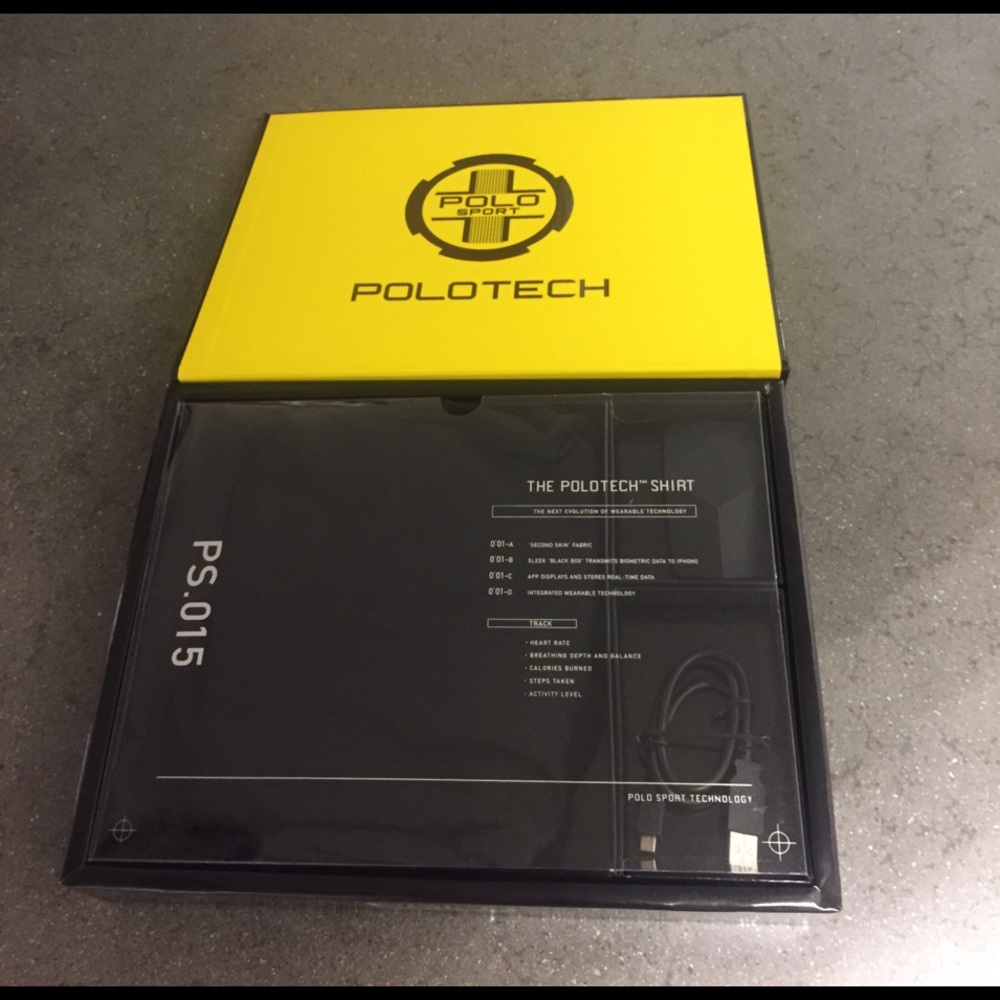 POLO
SPORT
POLOTECH
THE POLOTECH™ SHIRT
THE NEXT EVOLUTION OF WEARABLE TECHNOLOGY
0'01-A 'SECOND SKIN' FABRIC
0'01-B SLEEK 'BLACK BOX' TRANSMITS BIOMETRIC DATA TO IPHONE
0'01-C APP DISPLAYS AND STORES REAL-TIME DATA
0'01-D INTEGRATED WEARABLE TECHNOLOGY
TRACK
· HEART RATE
· BREATHING DEPTH AND BALANCE
· CALORIES BURNED
· STEPS TAKEN
· ACTIVITY LEVEL
PS.015
POLO SPORT TECHNOLOGY